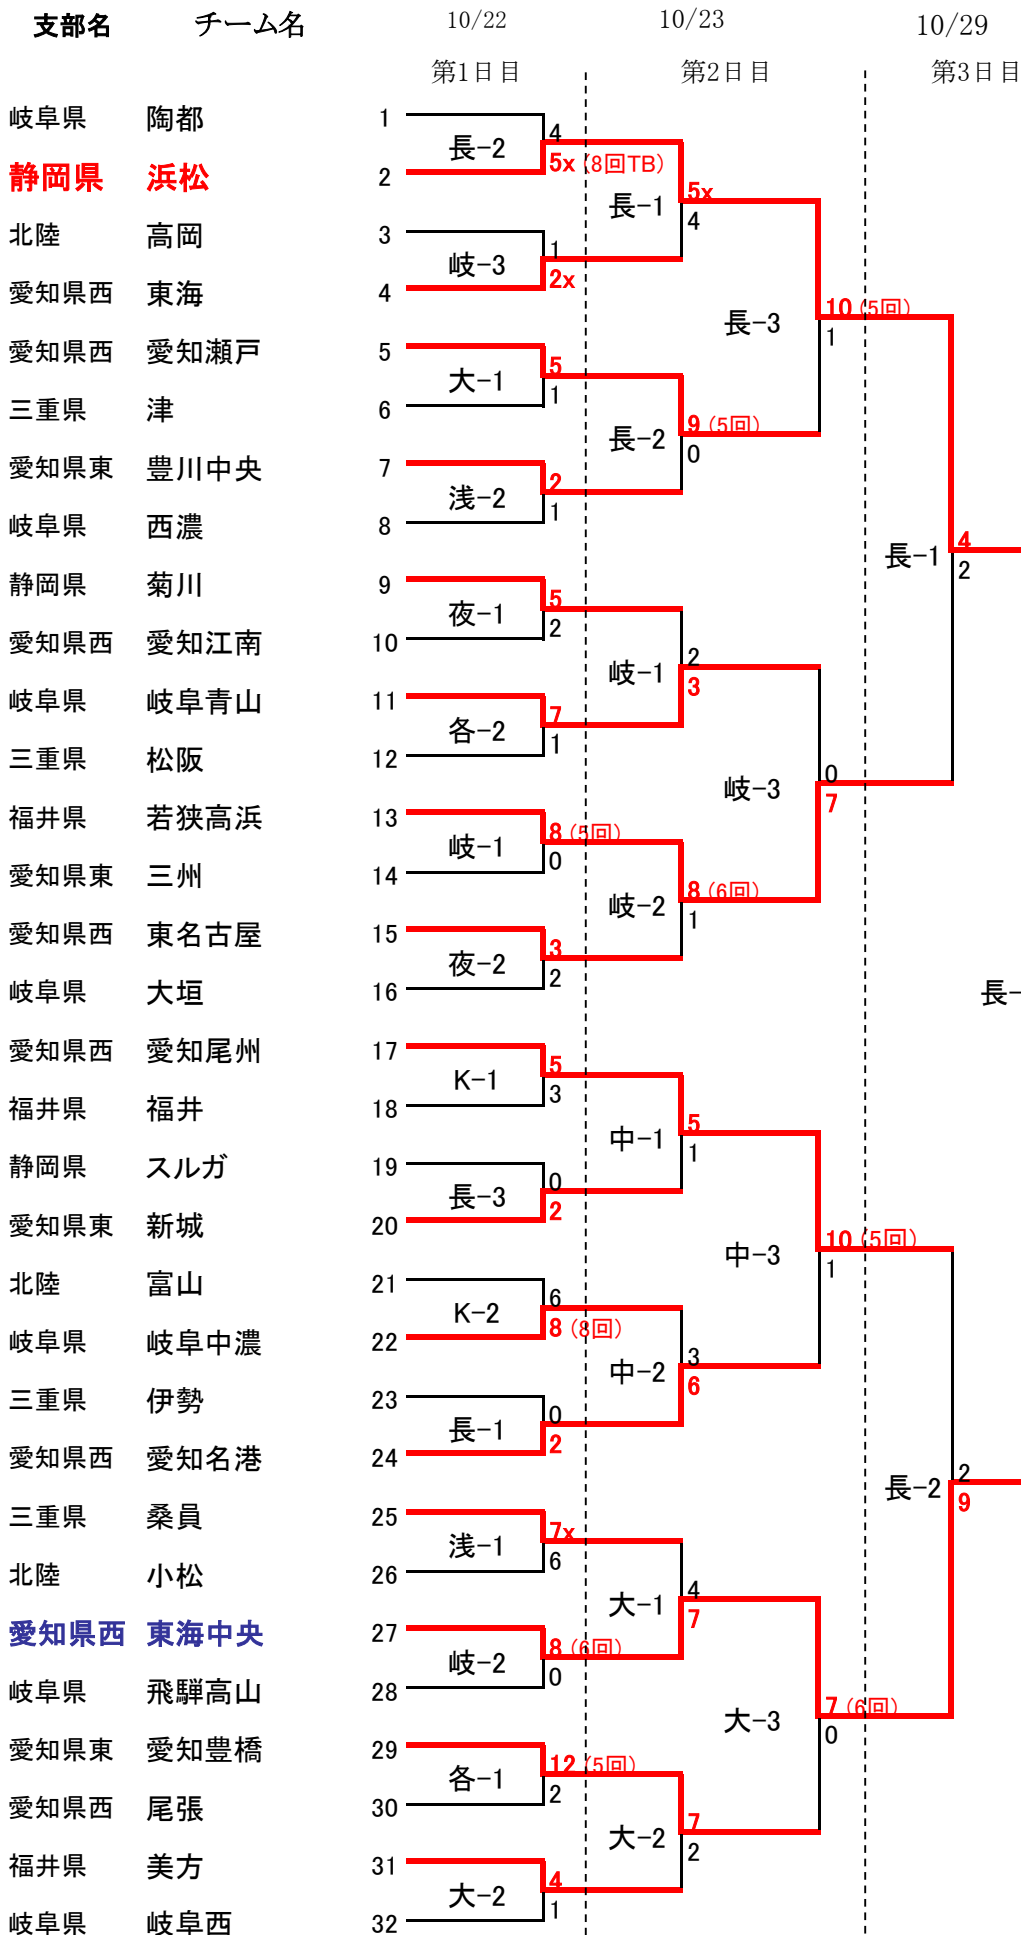 支部名 チーム名 10/22 10/23 10/29
第1日目 第2日目 第3日目
岐阜県 陶都 1
4
長-2
5x (8回TB)
静岡県 浜松 2
5x
長-1
4
北陸 高岡 3
1
岐-3
2x
愛知県西 東海 4
10 (5回)
長-3
1
愛知県西 愛知瀬戸 5
5
大-1
1
三重県 津 6
9 (5回)
長-2
0
愛知県東 豊川中央 7
2
浅-2
1
岐阜県 西濃 8
4
長-1
2
静岡県 菊川 9
5
夜-1
2
愛知県西 愛知江南 10
2
岐-1
3
岐阜県 岐阜青山 11
7
各-2
1
三重県 松阪 12
0
岐-3
7
福井県 若狭高浜 13
8 (5回)
岐-1
0
愛知県東 三州 14
8 (6回)
岐-2
1
愛知県西 東名古屋 15
3
夜-2
2
岐阜県 大垣 16
長-
愛知県西 愛知尾州 17
5
K-1
3
福井県 福井 18
5
中-1
1
静岡県 スルガ 19
0
長-3
2
愛知県東 新城 20
10 (5回)
中-3
1
北陸 富山 21
6
K-2
8 (8回)
岐阜県 岐阜中濃 22
3
中-2
6
三重県 伊勢 23
0
長-1
2
愛知県西 愛知名港 24
2
長-2
9
三重県 桑員 25
7x
浅-1
6
北陸 小松 26
4
大-1
7
愛知県西 東海中央 27
8 (6回)
岐-2
0
岐阜県 飛騨高山 28
7 (6回)
大-3
0
愛知県東 愛知豊橋 29
12 (5回)
各-1
2
愛知県西 尾張 30
7
大-2
2
福井県 美方 31
4
大-2
1
岐阜県 岐阜西 32